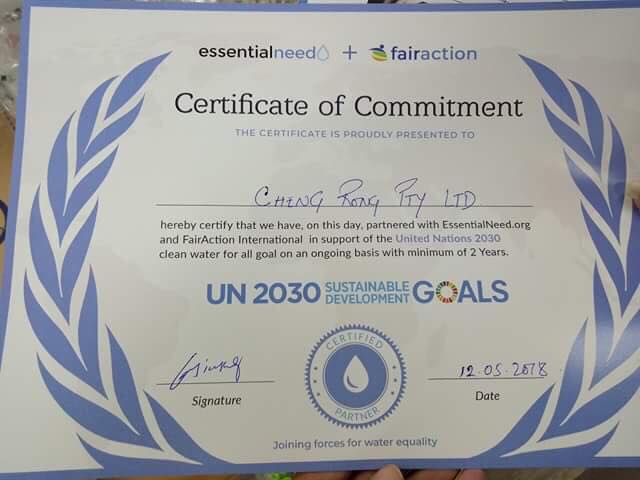 essentialneed + fairaction
Certificate of Commitment
THE CERTIFICATE IS PROUDLY PRESENTED TO
CHENG RONG PTY LTD
hereby certify that we have, on this day, partnered with EssentialNeed.org
and FairAction International in support of the United Nations 2030
clean water for all goal on an ongoing basis with minimum of 2 Years.
UN 2030 SUSTAINABLE DEVELOPMENT GOALS
CERTIFIED
PARTNER
12.05.2018
Signature
Date
Joining forces for water equality